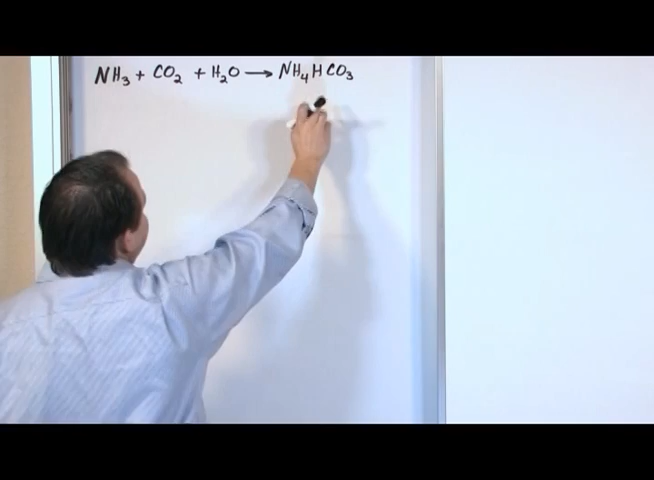 NH₃ + CO₂ + H₂O → NH₄HCO₃